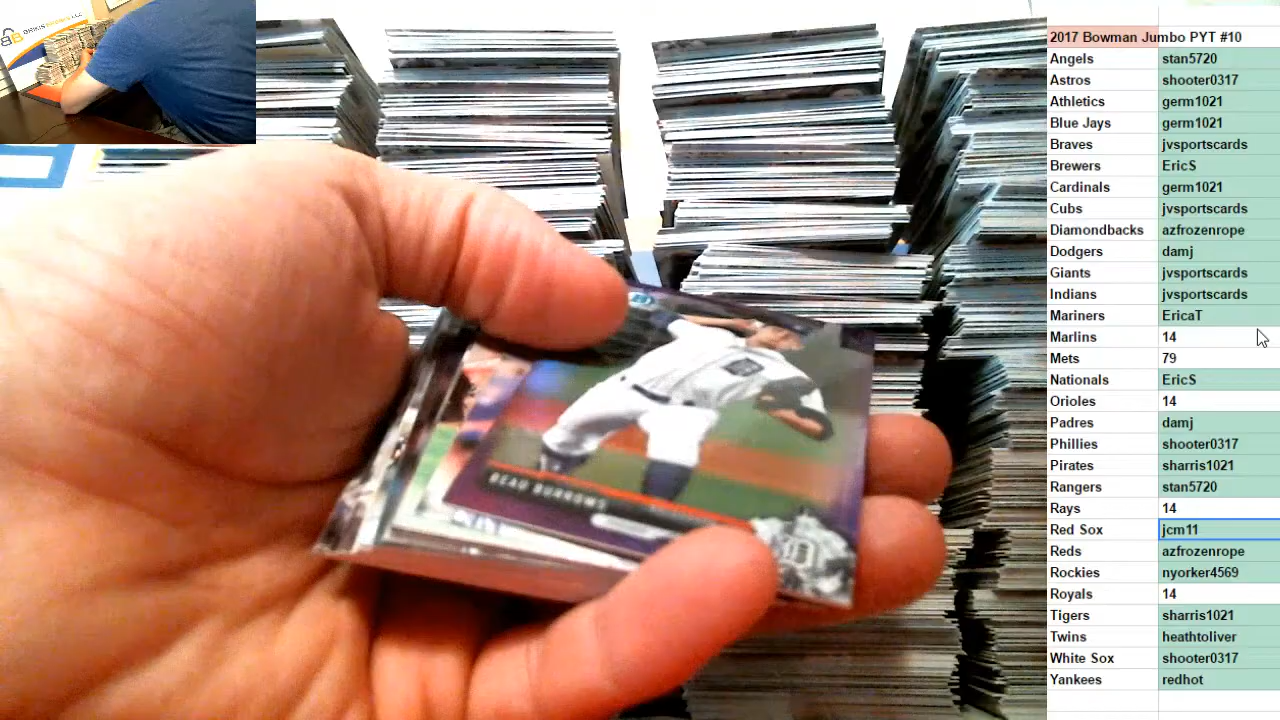 2017 Bowman Jumbo PYT #10
Angels stan5720
Astros shooter0317
Athletics germ1021
Blue Jays germ1021
Braves jvsportscards
Brewers EricS
Cardinals germ1021
Cubs jvsportscards
Diamondbacks azfrozenrope
Dodgers damj
Giants jvsportscards
Indians jvsportscards
Mariners EricaT
Marlins 14
Mets 79
Nationals EricS
Orioles 14
Padres damj
Phillies shooter0317
Pirates sharris1021
Rangers stan5720
Rays 14
Red Sox jcm11
Reds azfrozenrope
Rockies nyorker4569
Royals 14
Tigers sharris1021
Twins heathtoliver
White Sox shooter0317
Yankees redhot
BEAU BURROWS